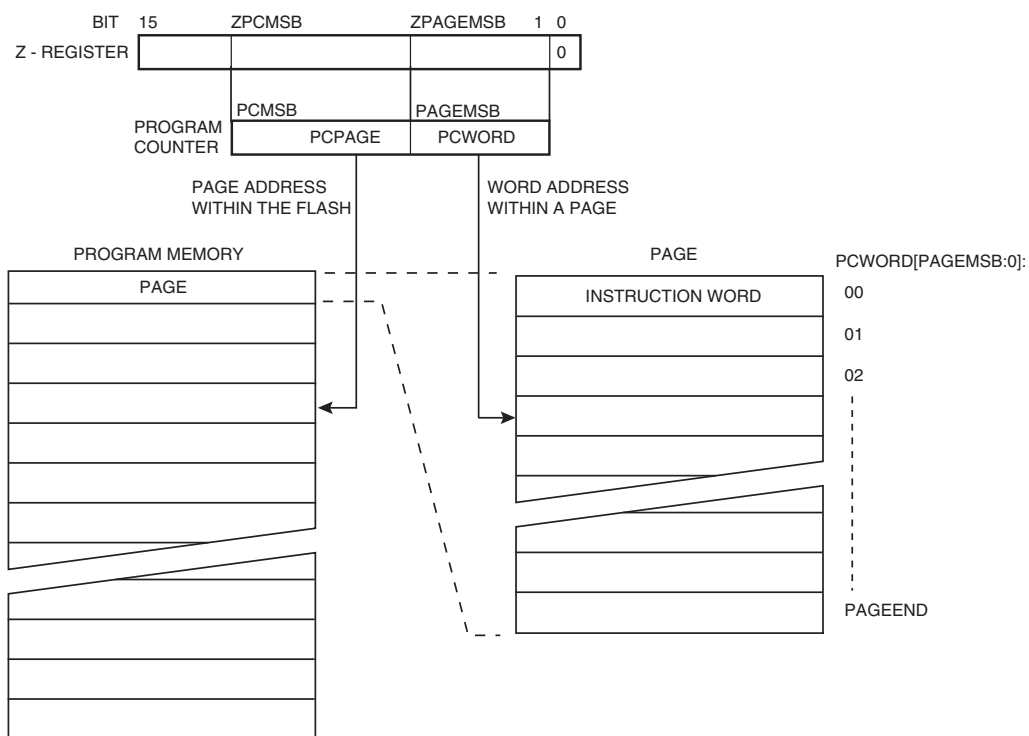 BIT 15 ZPCMSB ZPAGEMSB 1 0
Z - REGISTER 0
PCMSB PAGEMSB
PROGRAM
COUNTER
PCPAGE PCWORD
PAGE ADDRESS
WITHIN THE FLASH
WORD ADDRESS
WITHIN A PAGE
PROGRAM MEMORY
PAGE
PAGE
PCWORD[PAGEMSB:0]:
INSTRUCTION WORD
00
01
02
PAGEEND